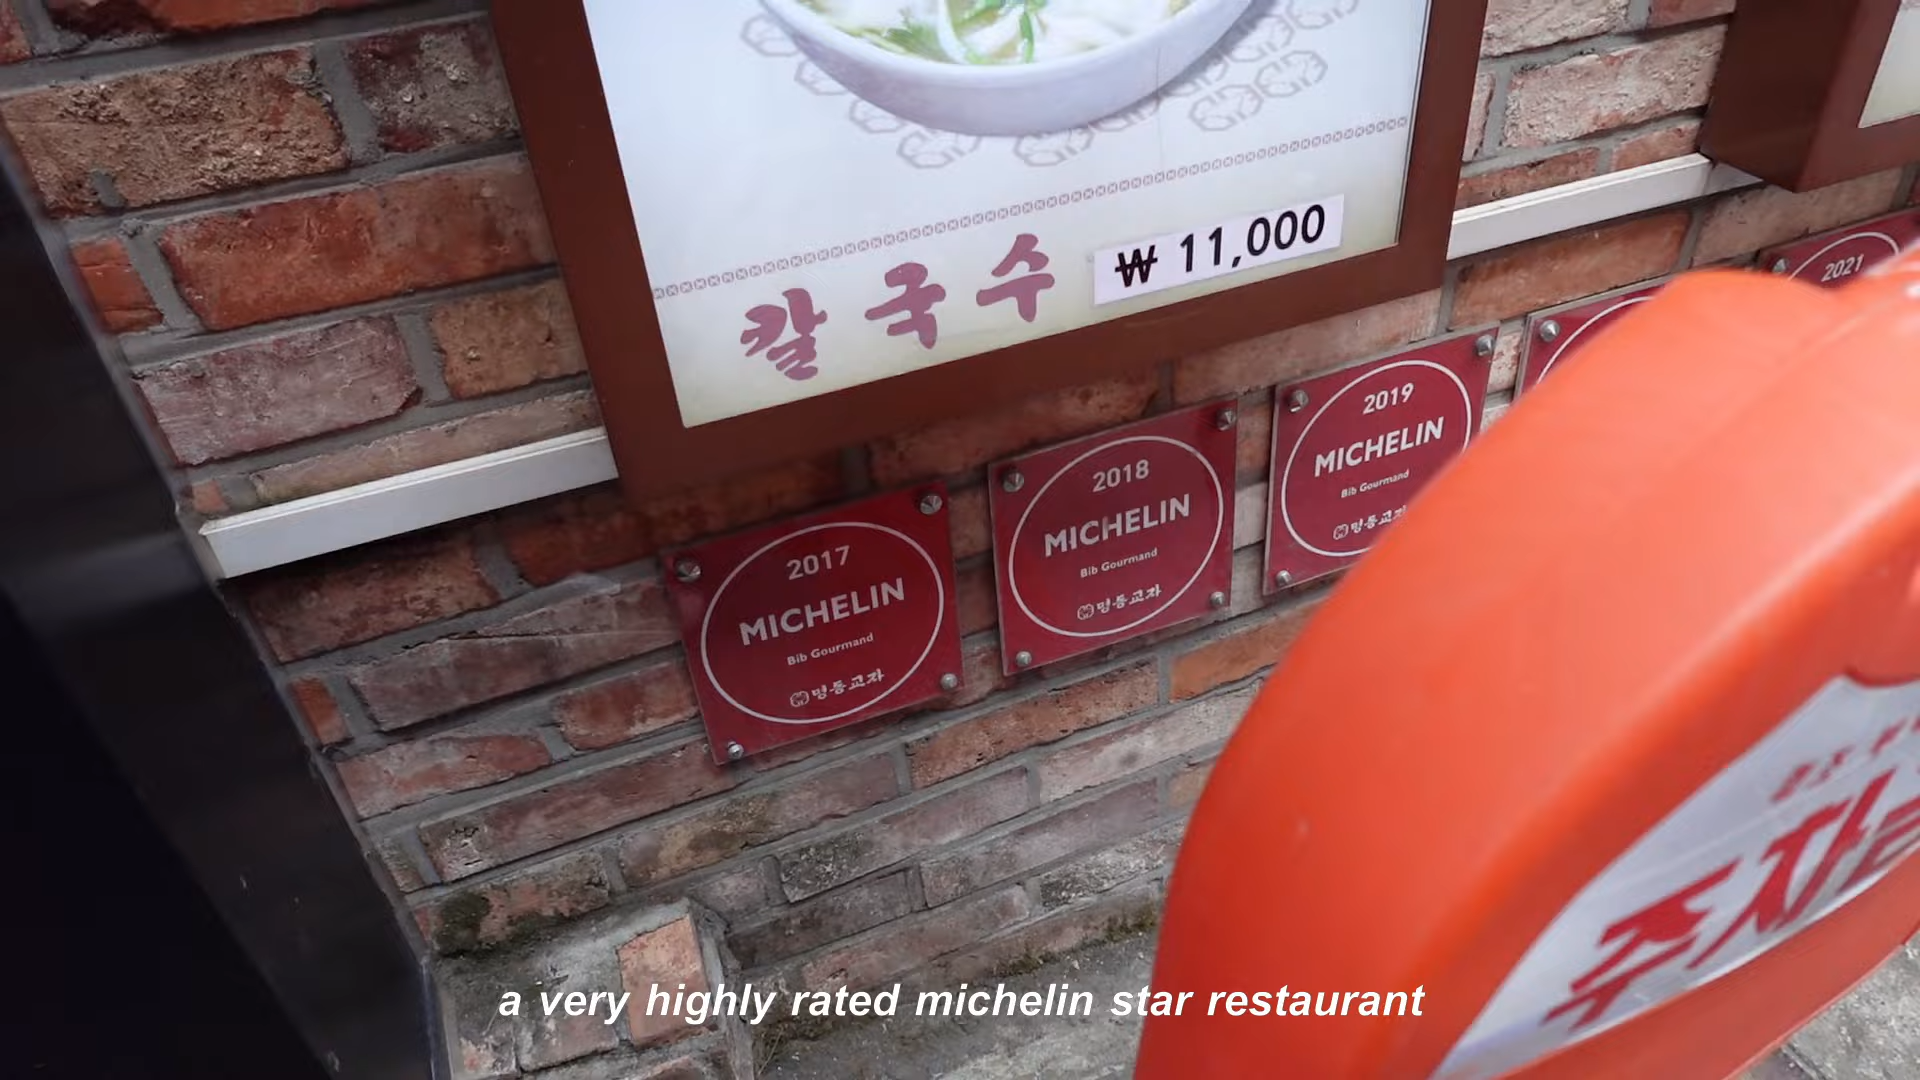 칼국수 ₩ 11,000
2021
2019
MICHELIN
Bib Gourmand
2018
MICHELIN
Bib Gourmand
명동교자
2017
MICHELIN
Bib Gourmand
명동교자
a very highly rated michelin star restaurant